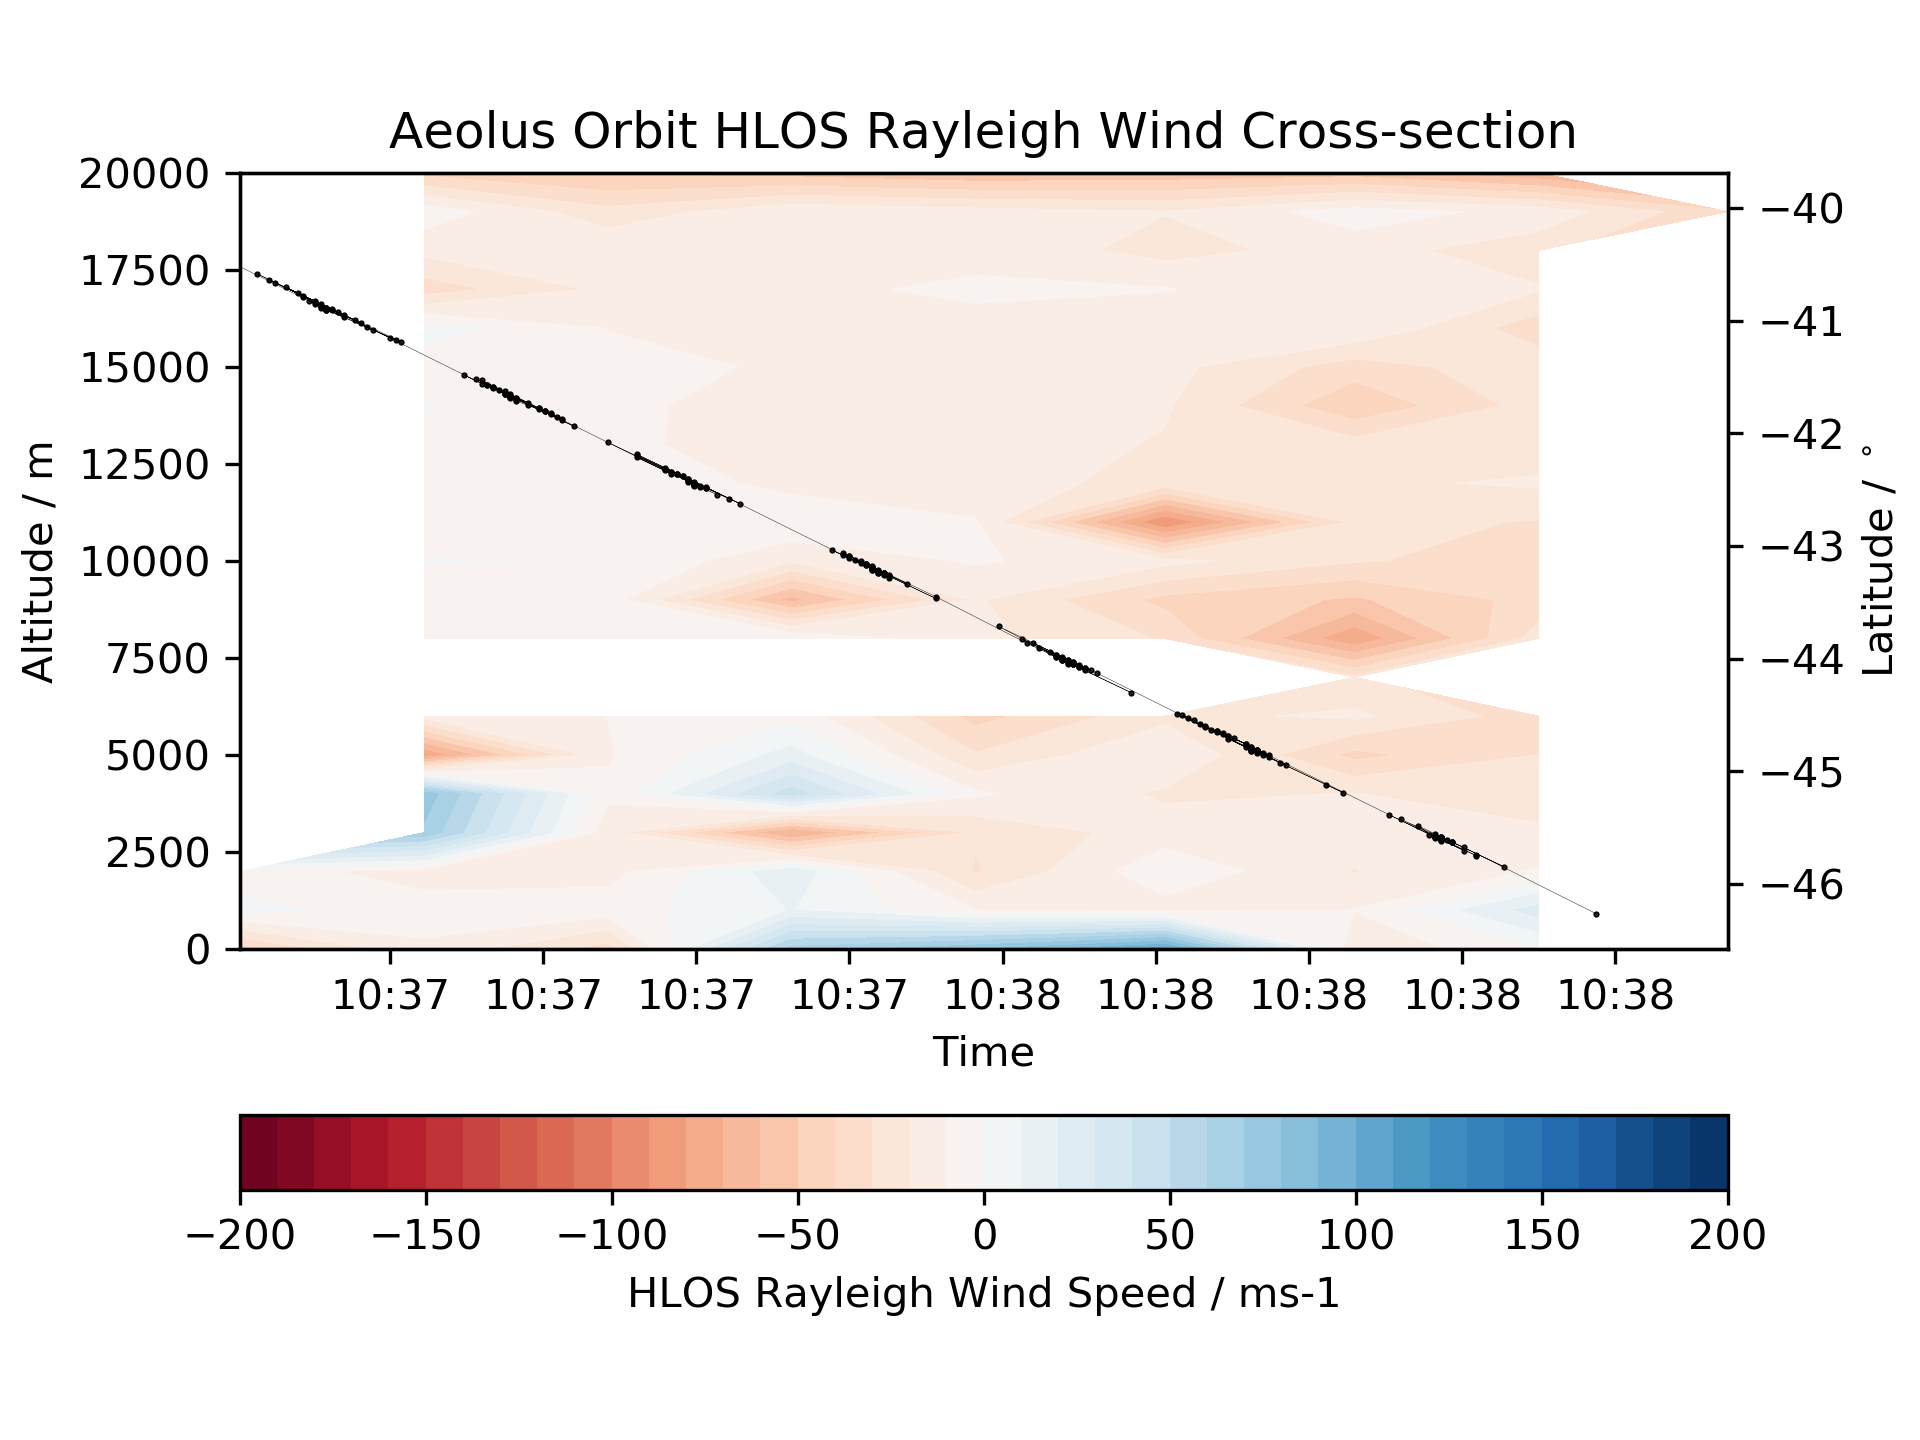 Aeolus Orbit HLOS Rayleigh Wind Cross-section
20000
17500
15000
12500
10000
7500
5000
2500
0
Altitude / m
−40
−41
−42
−43
−44
−45
−46
Latitude / °
10:37 10:37 10:37 10:37 10:38 10:38 10:38 10:38 10:38
Time
−200 −150 −100 −50 0 50 100 150 200
HLOS Rayleigh Wind Speed / ms-1